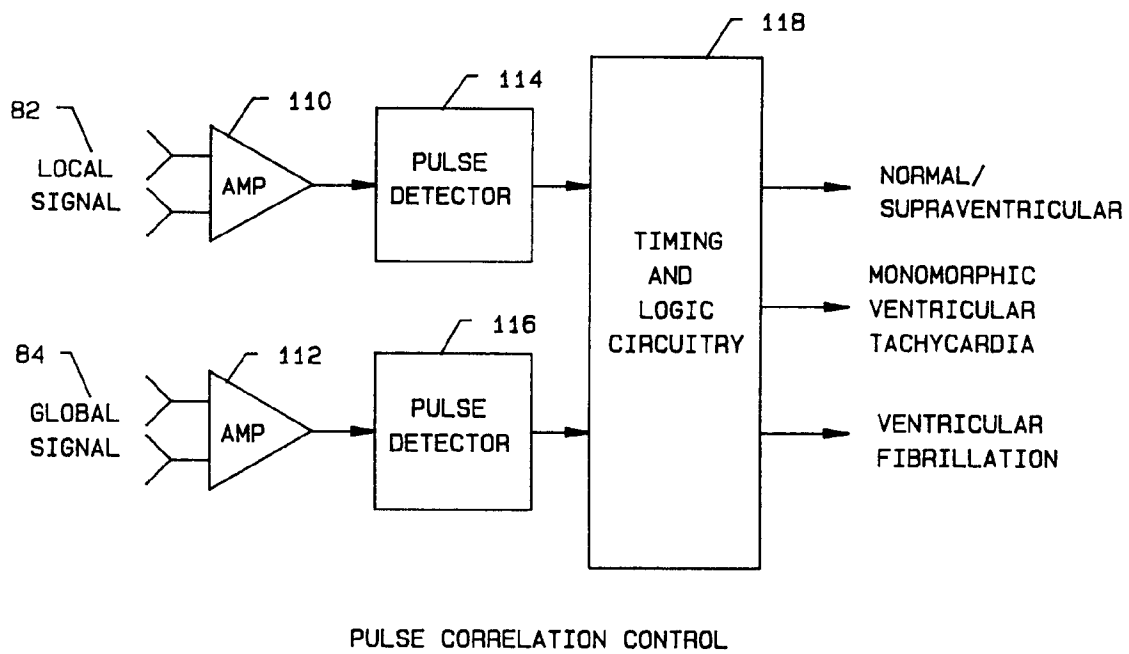 118
82
110
114
LOCAL
SIGNAL
AMP
PULSE
DETECTOR
NORMAL/
SUPRAVENTRICULAR
TIMING
AND
LOGIC
CIRCUITRY
MONOMORPHIC
VENTRICULAR
TACHYCARDIA
84
112
116
GLOBAL
SIGNAL
AMP
PULSE
DETECTOR
VENTRICULAR
FIBRILLATION
PULSE CORRELATION CONTROL